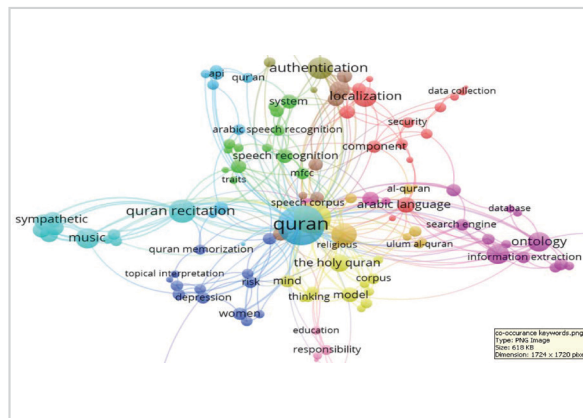 authentication
api
qur'an
localization
data collection
system
security
arabic speech recognition
component
speech recognition
mfcc
traits
al-quran
speech corpus
arabic language
quran recitation
database
sympathetic
quran
search engine
music
religious
ulum al-quran
ontology
quran memorization
the holy quran
information extraction
topical interpretation
risk
mind
corpus
depression
thinking
model
women
education
responsibility
co-occurance keywords.png
Type: PNG Image
Size: 618 KB
Dimension: 1724 x 1720 pixe